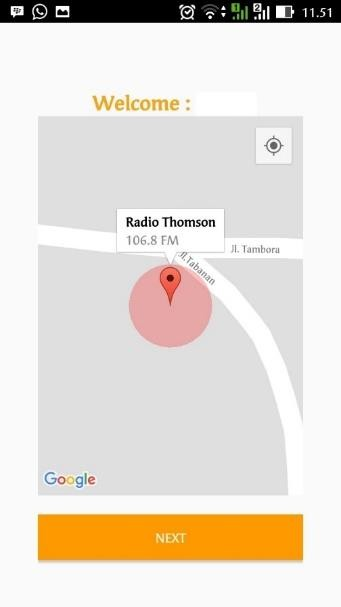 11.51
Welcome :
Radio Thomson
106.8 FM
Jl. Tambora
Jl.Tabanan
Google
NEXT